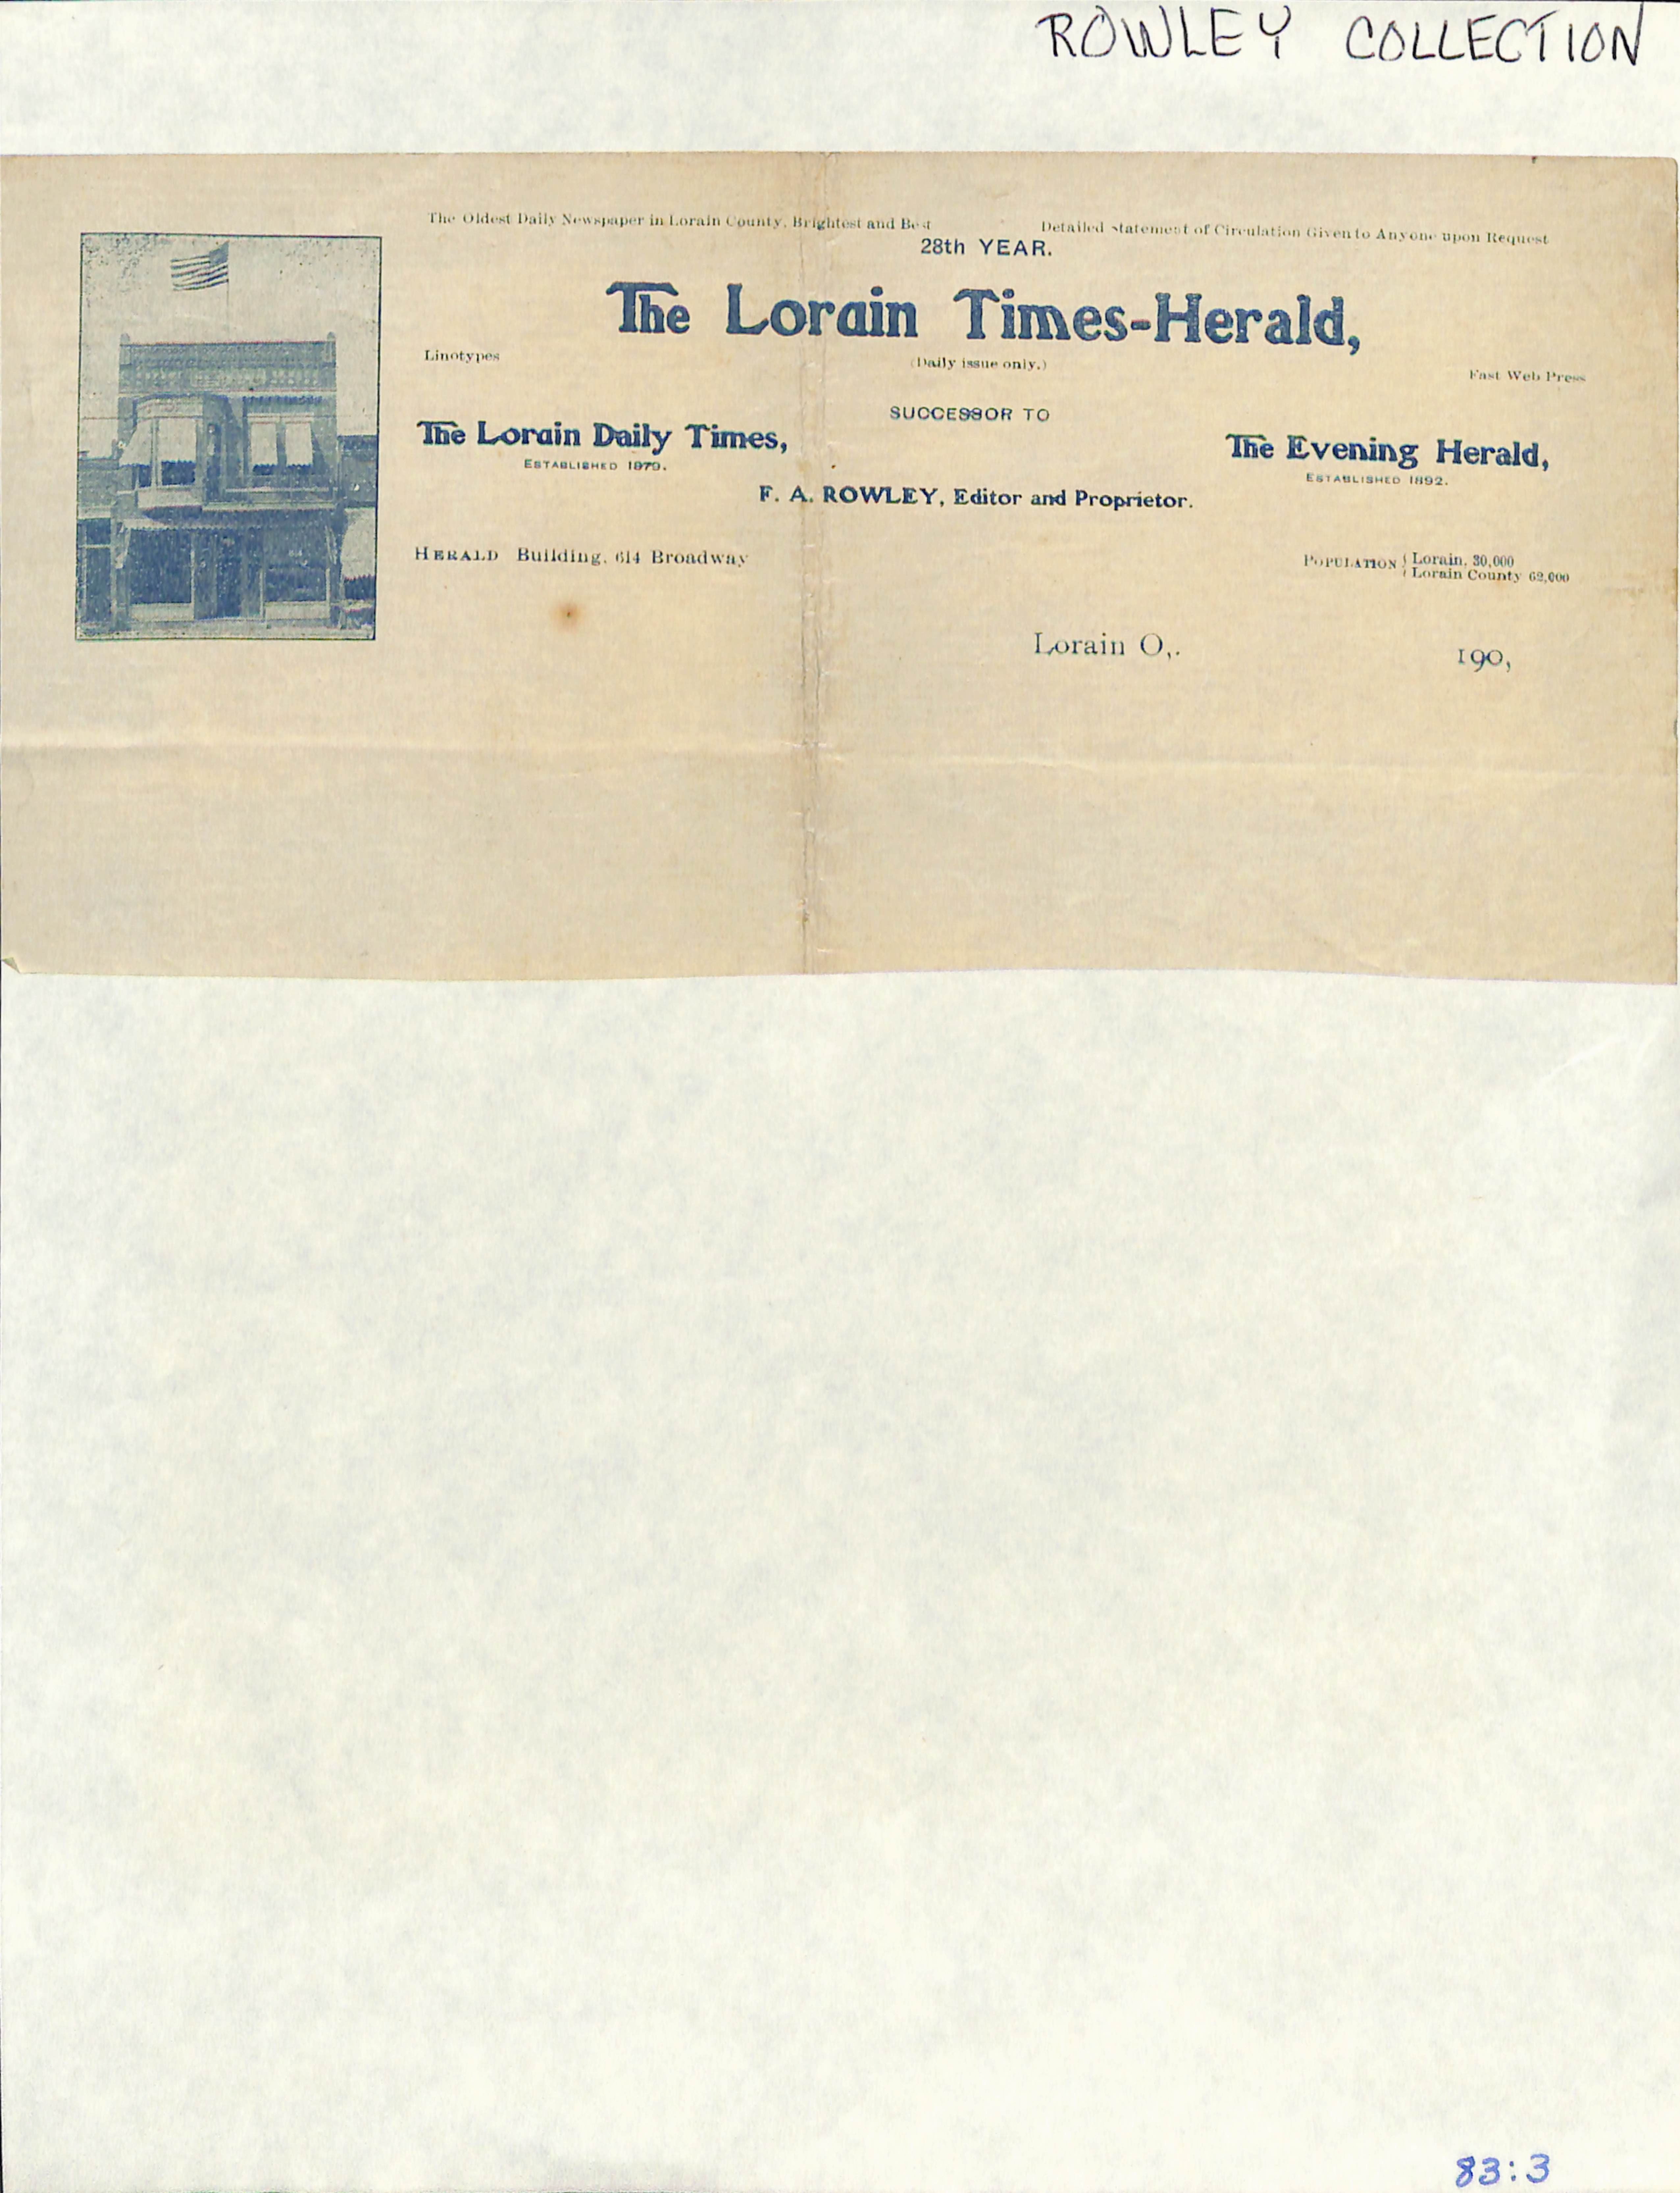 ROWLEY COLLECTION
The Oldest Daily Newspaper in Lorain County, Brightest and Best
Detailed Statement of Circulation Given to Anyone upon Request
28th YEAR.
The Lorain Times-Herald,
Linotypes
(Daily issue only.)
Fast Web Press
SUCCESSOR TO
The Lorain Daily Times,
The Evening Herald,
ESTABLISHED 1879.
ESTABLISHED 1892.
F. A. ROWLEY, Editor and Proprietor.
HERALD Building, 614 Broadway
POPULATION { Lorain, 30,000
Lorain County 62,000
Lorain O,.
190,
83:3